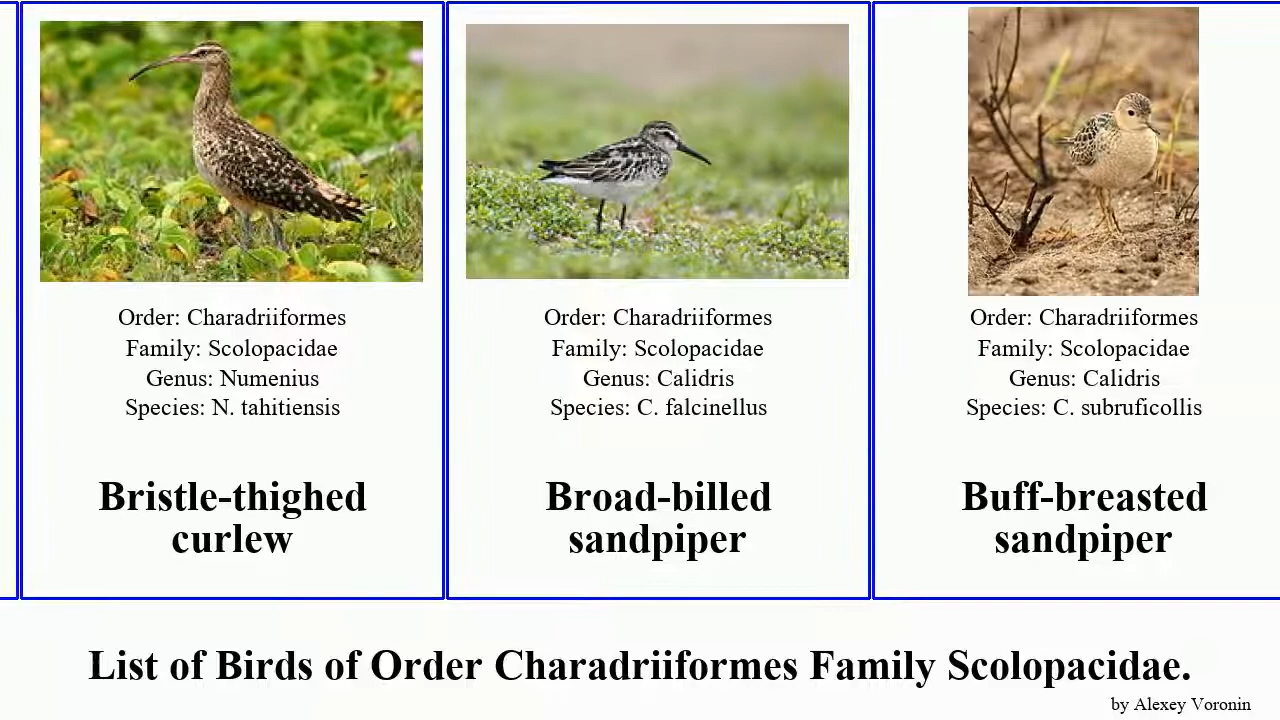 Order: Charadriiformes
Family: Scolopacidae
Genus: Numenius
Species: N. tahitiensis
Bristle-thighed
curlew
Order: Charadriiformes
Family: Scolopacidae
Genus: Calidris
Species: C. falcinellus
Broad-billed
sandpiper
Order: Charadriiformes
Family: Scolopacidae
Genus: Calidris
Species: C. subruficollis
Buff-breasted
sandpiper
List of Birds of Order Charadriiformes Family Scolopacidae.
by Alexey Voronin